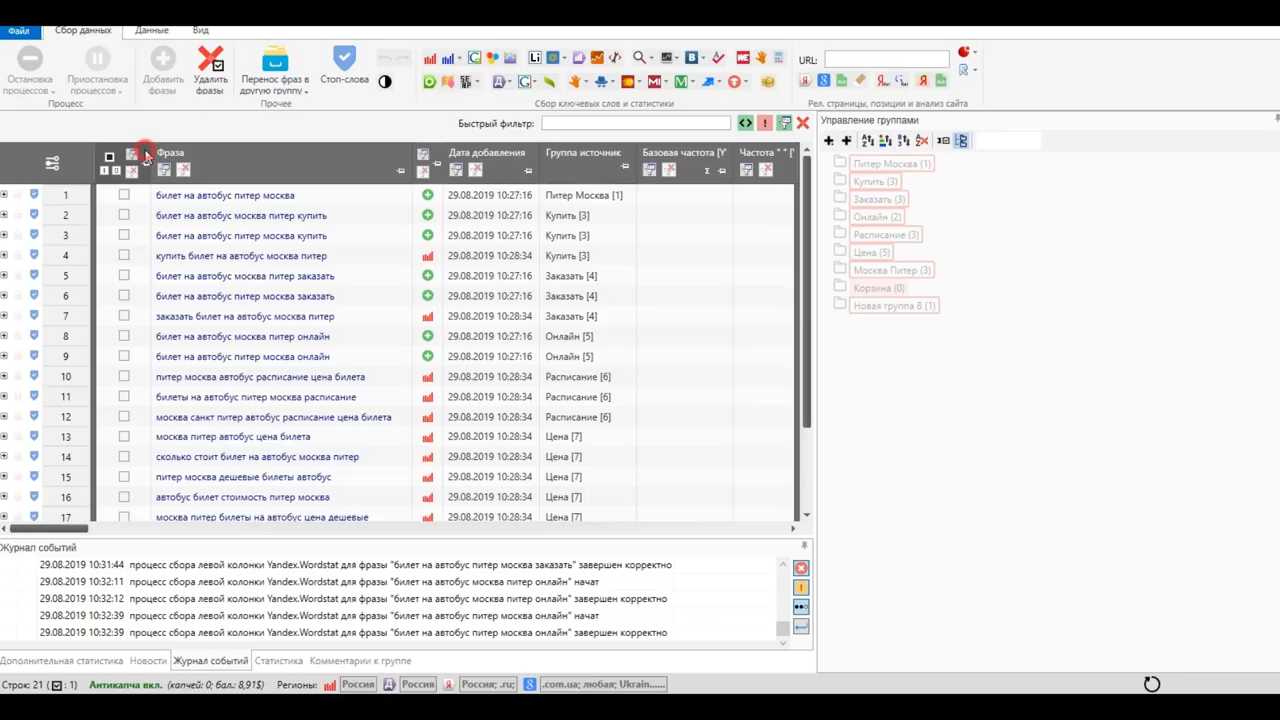 Файл Сбор данных Данные Вид
Остановка процессов
Приостановка процессов
Добавить фразы
Удалить фразы
Перенос фраз в другую группу
Стоп-слова
URL:
Процесс
Прочее
Сбор ключевых слов и статистики
Рел. страницы, позиции и анализ сайта
Быстрый фильтр:
Управление группами
Фраза Дата добавления Группа источник Базовая частота [Y Частота " " [
1 билет на автобус питер москва 29.08.2019 10:27:16 Питер Москва [1]
2 билет на автобус москва питер купить 29.08.2019 10:27:16 Купить [3]
3 билет на автобус питер москва купить 29.08.2019 10:27:16 Купить [3]
4 купить билет на автобус москва питер 29.08.2019 10:28:34 Купить [3]
5 билет на автобус москва питер заказать 29.08.2019 10:27:16 Заказать [4]
6 билет на автобус питер москва заказать 29.08.2019 10:27:16 Заказать [4]
7 заказать билет на автобус москва питер 29.08.2019 10:28:34 Заказать [4]
8 билет на автобус москва питер онлайн 29.08.2019 10:27:16 Онлайн [5]
9 билет на автобус питер москва онлайн 29.08.2019 10:27:16 Онлайн [5]
10 питер москва автобус расписание цена билета 29.08.2019 10:28:34 Расписание [6]
11 билеты на автобус питер москва расписание 29.08.2019 10:28:34 Расписание [6]
12 москва санкт питер автобус расписание цена билета 29.08.2019 10:28:34 Расписание [6]
13 москва питер автобус цена билета 29.08.2019 10:28:34 Цена [7]
14 сколько стоит билет на автобус москва питер 29.08.2019 10:28:34 Цена [7]
15 питер москва дешевые билеты автобус 29.08.2019 10:28:34 Цена [7]
16 автобус билет стоимость питер москва 29.08.2019 10:28:34 Цена [7]
17 москва питер билеты на автобус цена дешевые 29.08.2019 10:28:34 Цена [7]
Питер Москва (1)
Купить (3)
Заказать (3)
Онлайн (2)
Расписание (3)
Цена (5)
Москва Питер (3)
Корзина (0)
Новая группа 8 (1)
Журнал событий
29.08.2019 10:31:44 процесс сбора левой колонки Yandex.Wordstat для фразы "билет на автобус питер москва заказать" завершен корректно
29.08.2019 10:32:11 процесс сбора левой колонки Yandex.Wordstat для фразы "билет на автобус москва питер онлайн" начат
29.08.2019 10:32:12 процесс сбора левой колонки Yandex.Wordstat для фразы "билет на автобус москва питер онлайн" завершен корректно
29.08.2019 10:32:39 процесс сбора левой колонки Yandex.Wordstat для фразы "билет на автобус питер москва онлайн" начат
29.08.2019 10:32:39 процесс сбора левой колонки Yandex.Wordstat для фразы "билет на автобус питер москва онлайн" завершен корректно
Дополнительная статистика Новости Журнал событий Статистика Комментарии к группе
Строк: 21 ( : 1) Антикапча вкл. (капчей: 0; бал.: 8,91$) Регионы: Россия Россия Россия; .ru; .com.ua; любая; Ukrain......